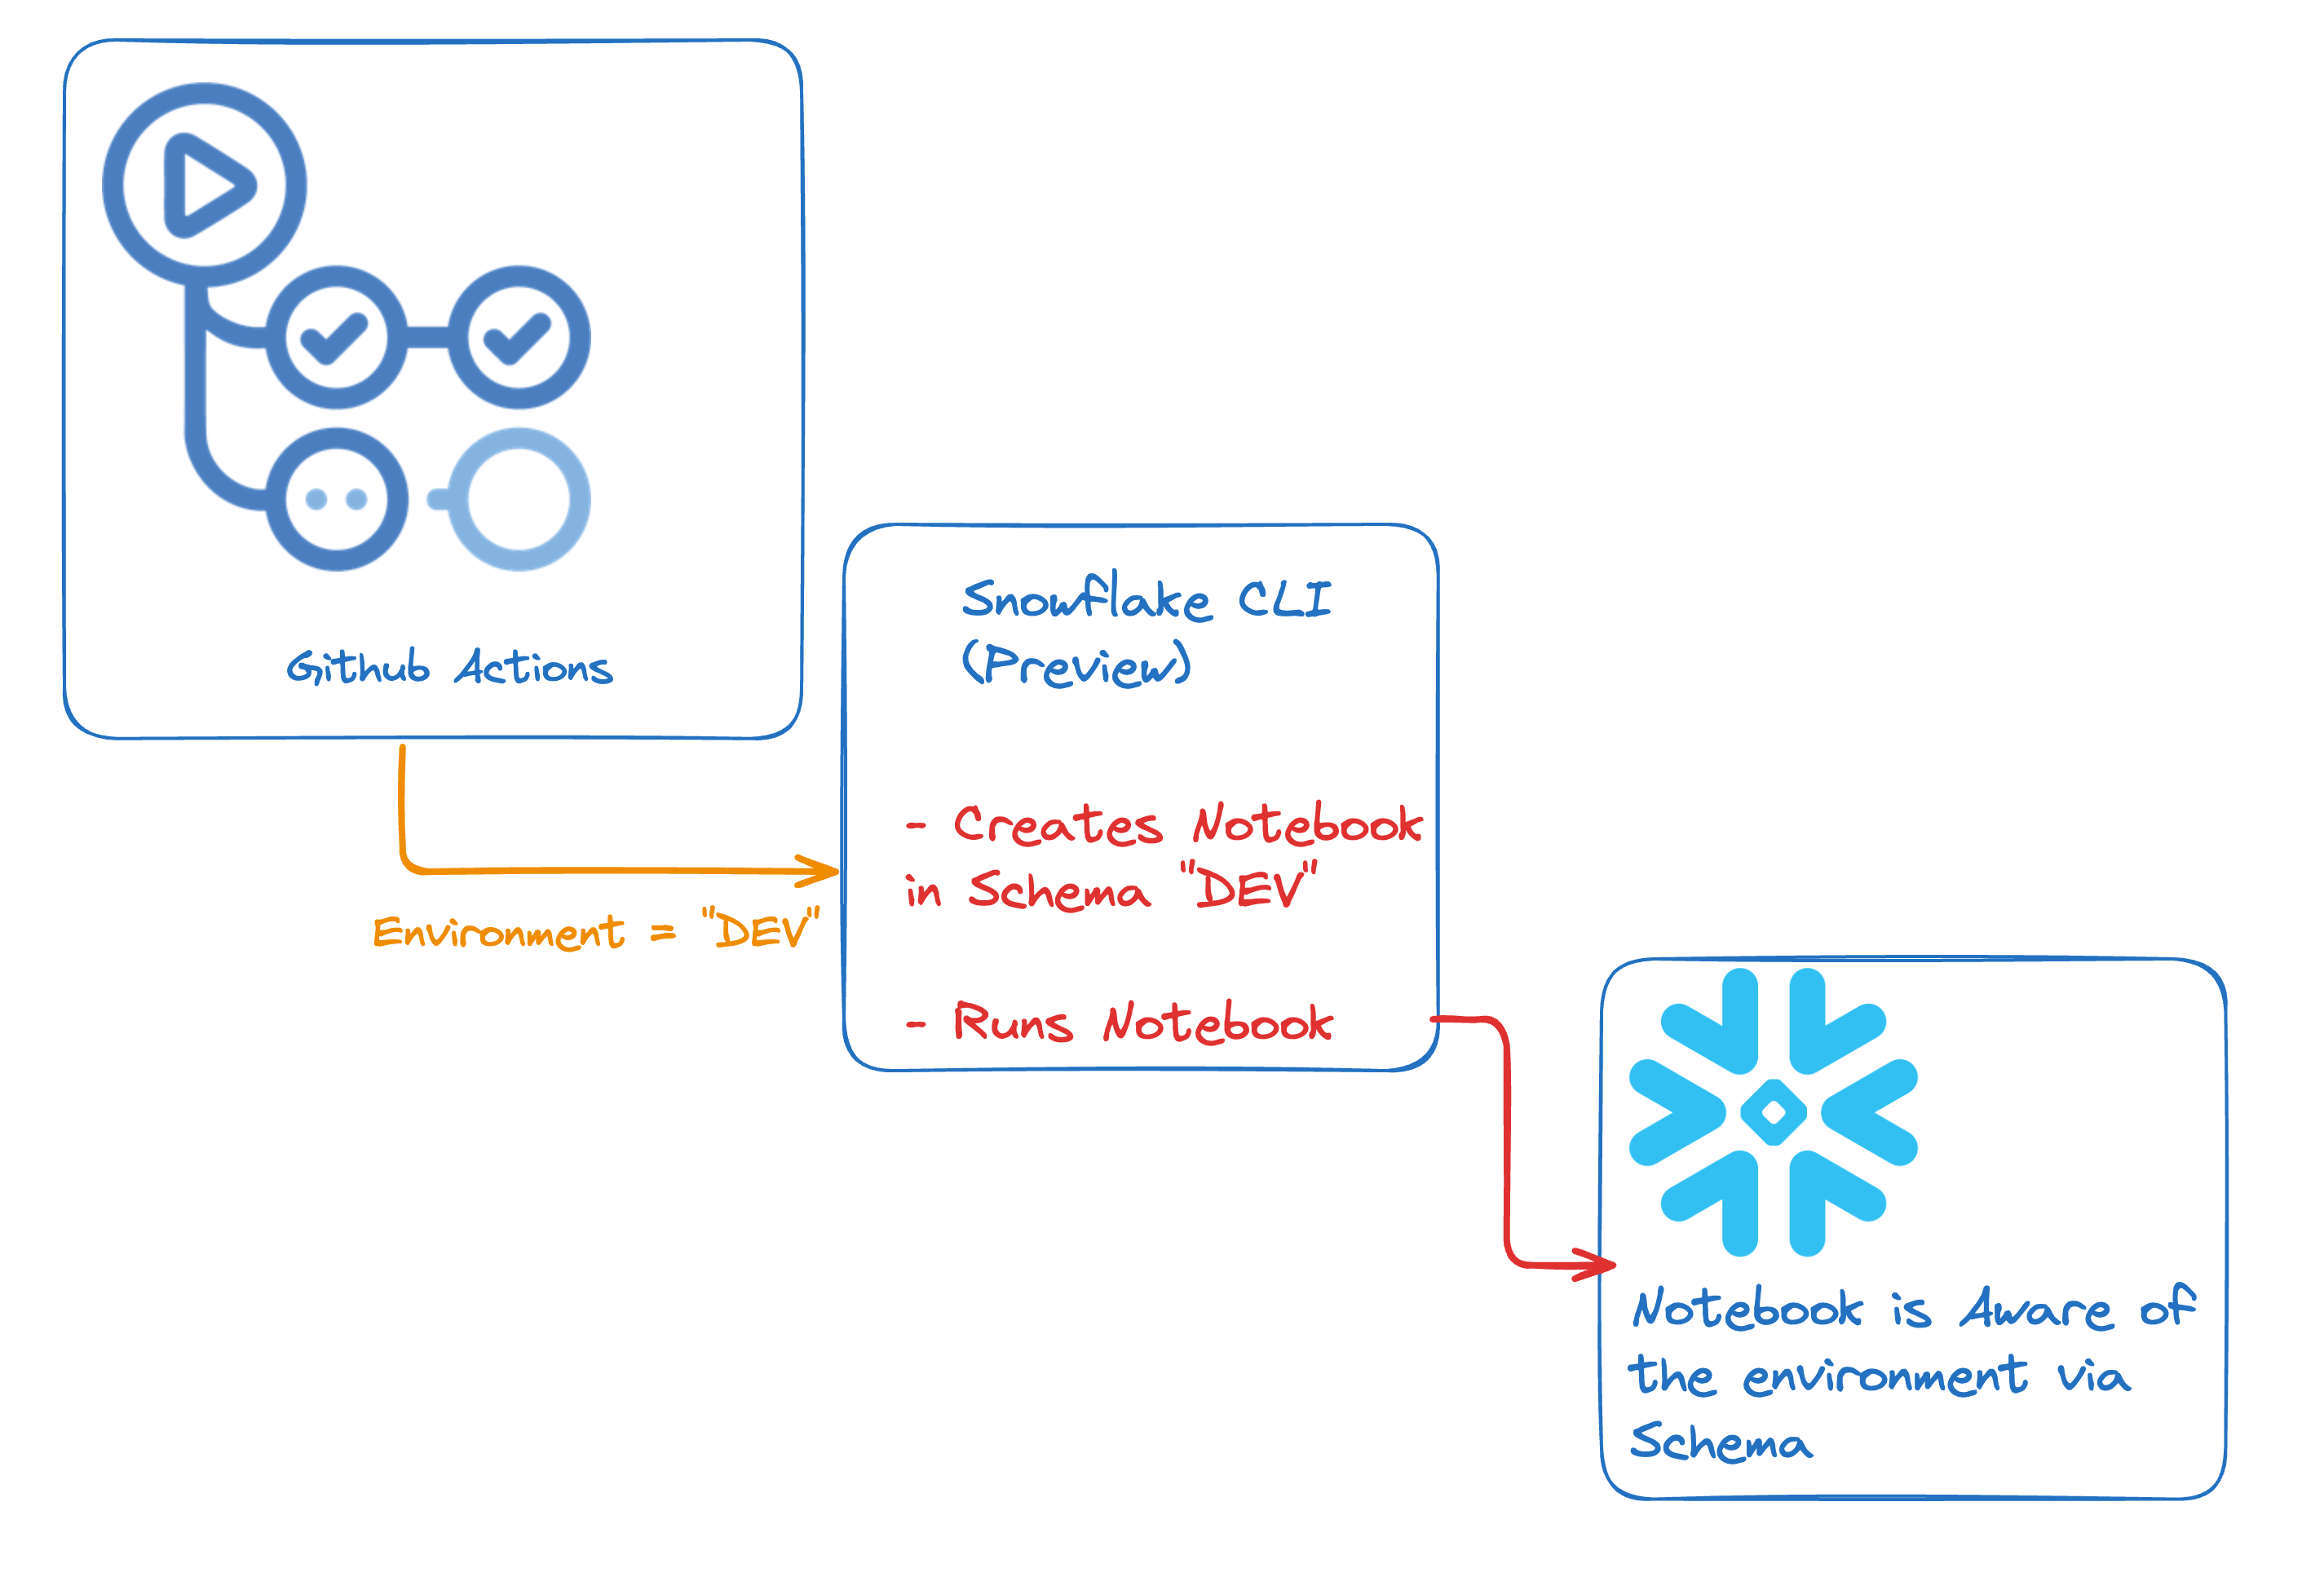 Github Actions
Environment = "DEV"
Snowflake CLI
(Preview)
- Creates Notebook
in Schema "DEV"
- Runs Notebook
Notebook is Aware of
the environment via
Schema